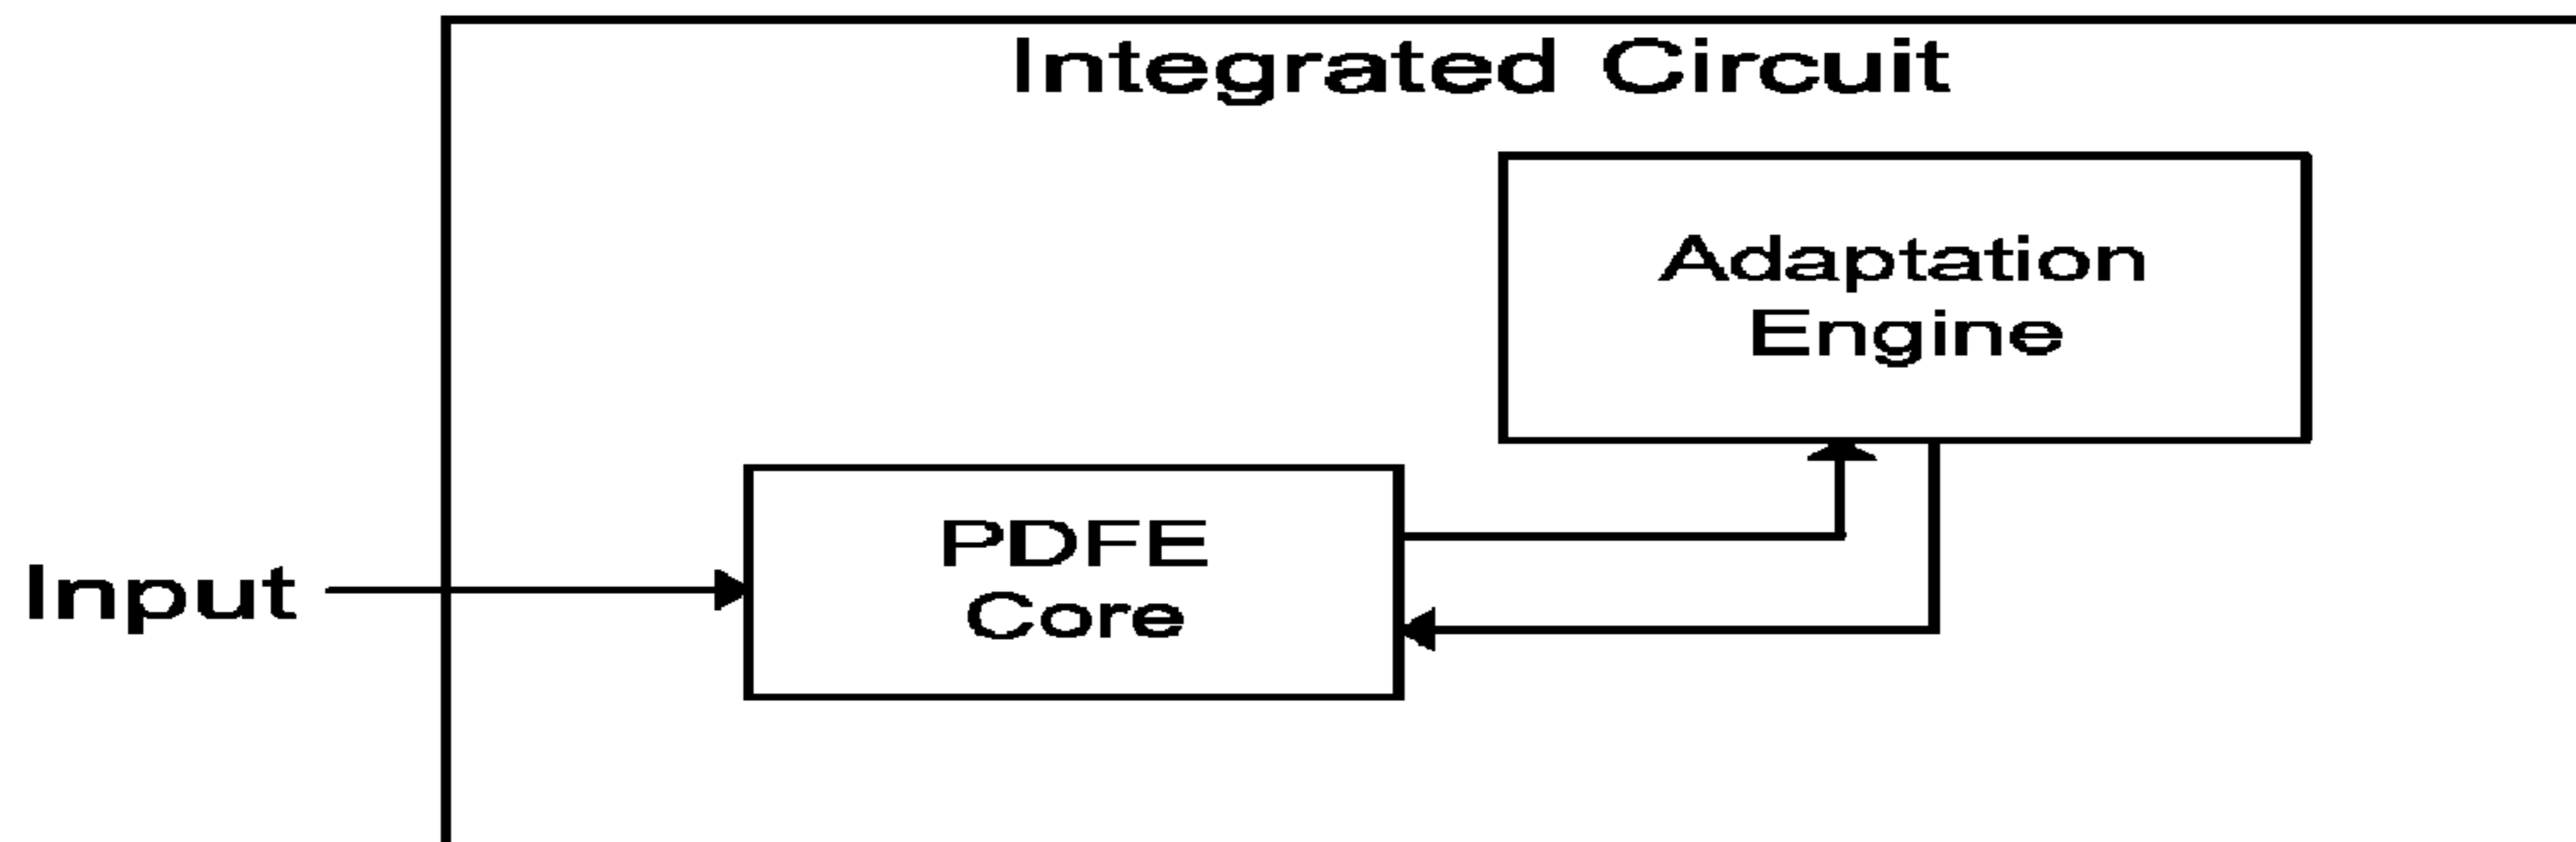 Integrated Circuit
Adaptation
Engine
PDFE
Core
Input